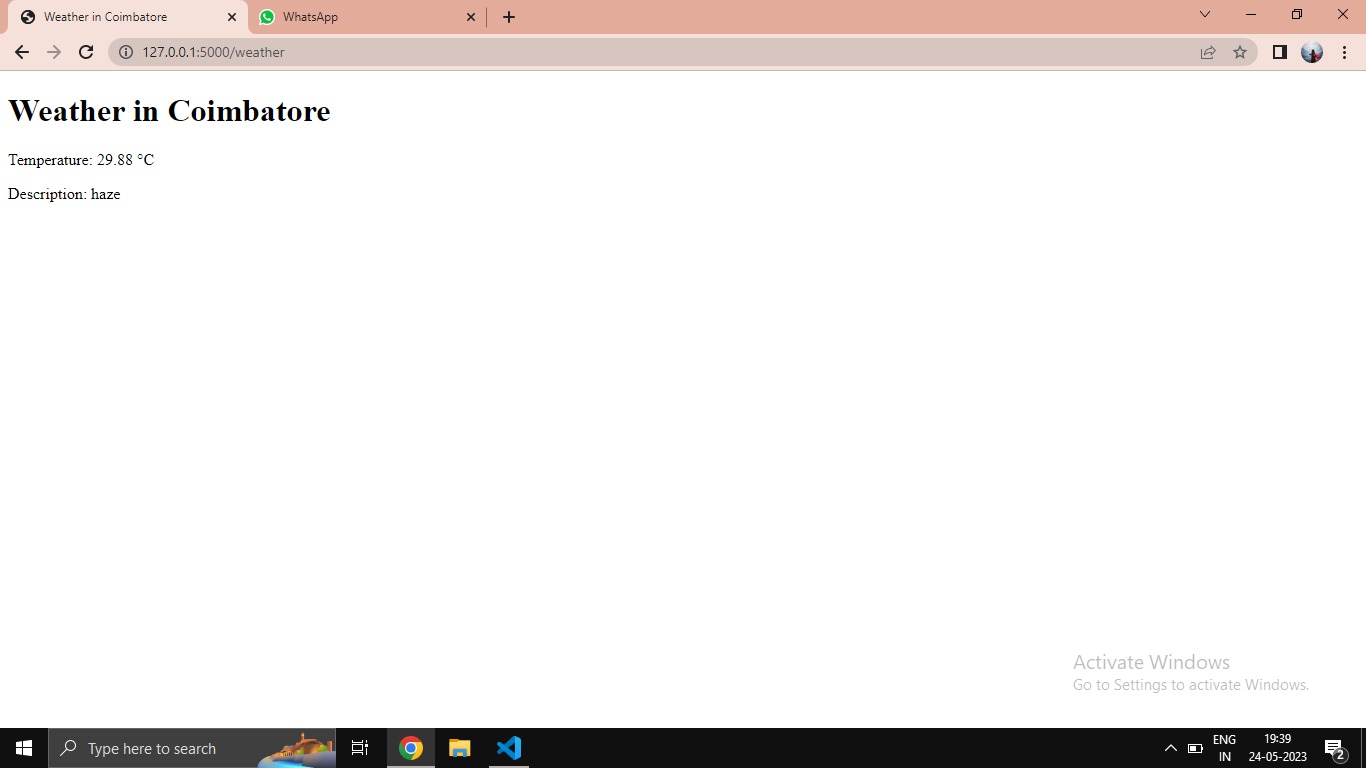 Weather in Coimbatore
WhatsApp
127.0.0.1:5000/weather
Weather in Coimbatore
Temperature: 29.88 °C
Description: haze
Activate Windows
Go to Settings to activate Windows.
Type here to search
ENG
IN
19:39
24-05-2023
2